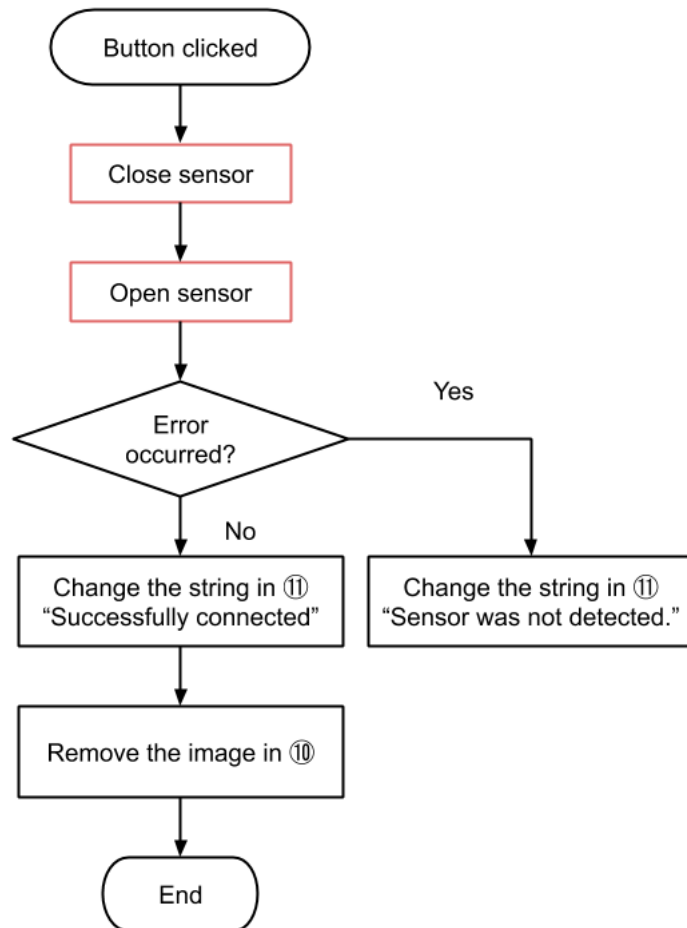 Button clicked
Close sensor
Open sensor
Error
occurred?
Yes
No
Change the string in ⑪
“Successfully connected”
Change the string in ⑪
“Sensor was not detected.”
Remove the image in ⑩
End